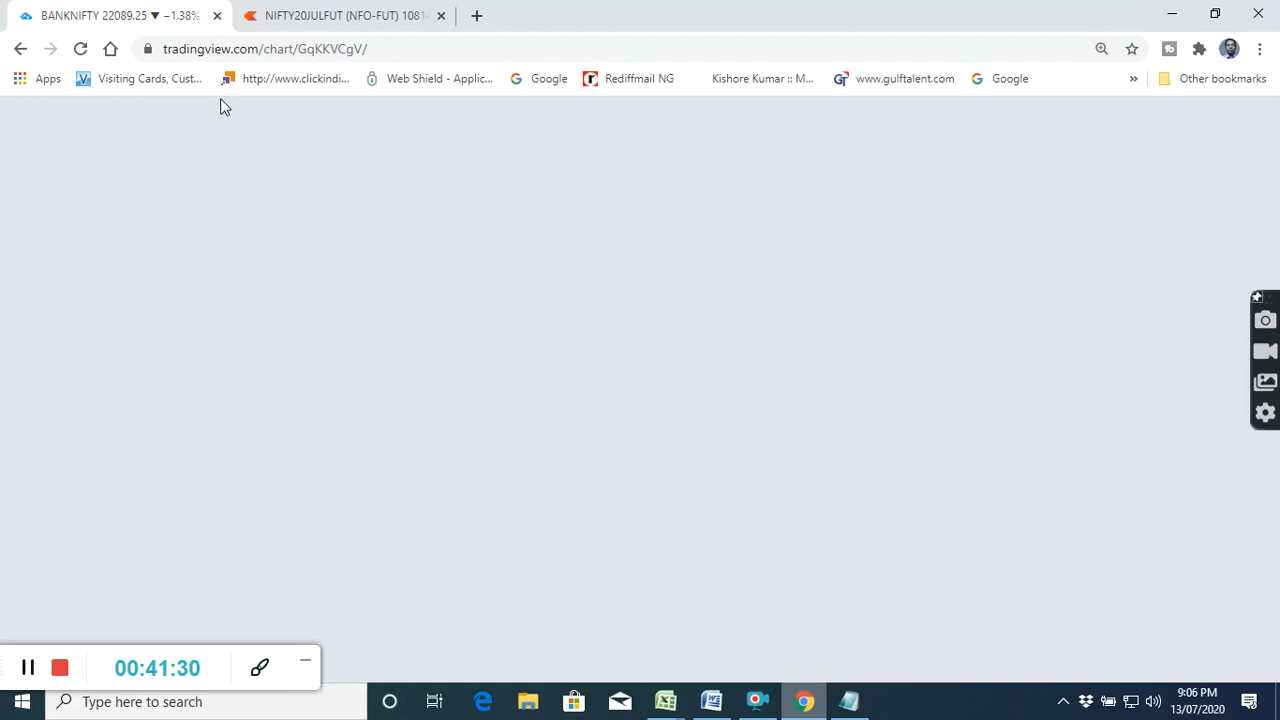 BANKNIFTY 22089.25 ▼ −1.38%
NIFTY20JULFUT (NFO-FUT) 1081
tradingview.com/chart/GqKKVCgV/
Apps
Visiting Cards, Cust...
http://www.clickindi...
Web Shield - Applic...
Google
Rediffmail NG
Kishore Kumar :: M...
www.gulftalent.com
Google
»
Other bookmarks
00:41:30
Type here to search
9:06 PM
13/07/2020